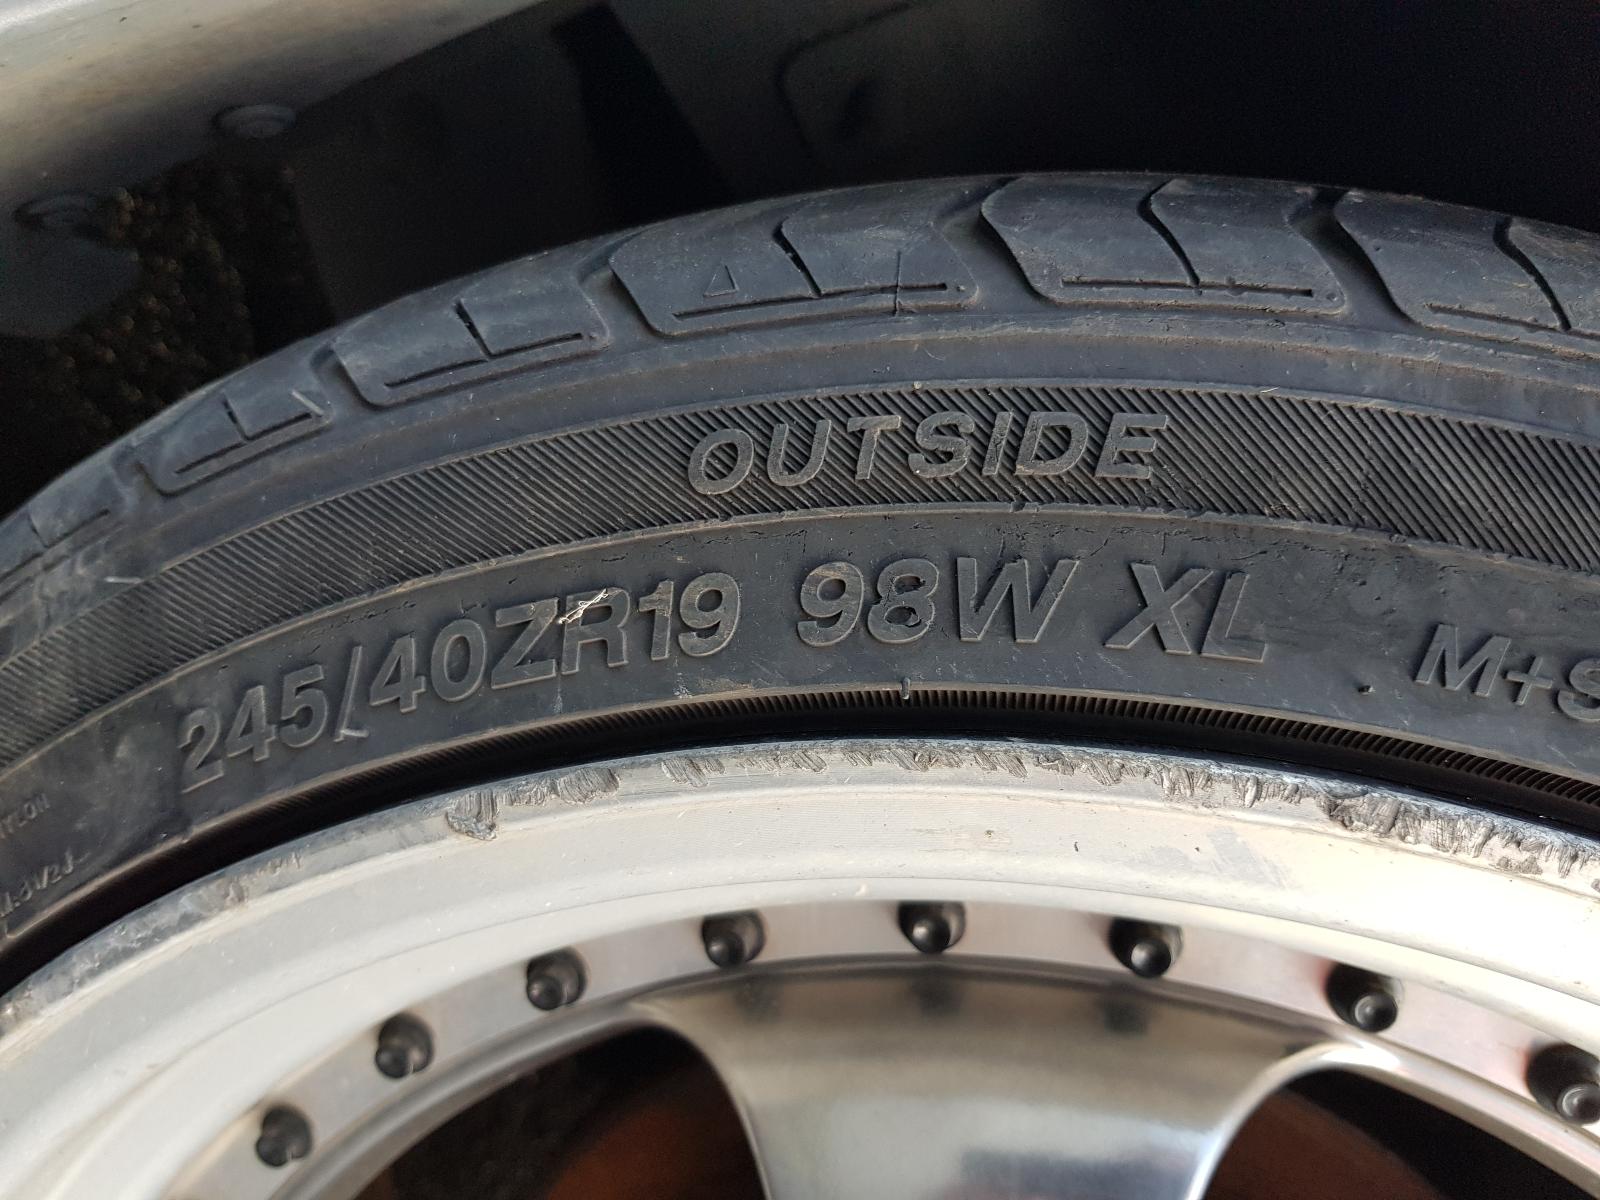 OUTSIDE
245/40ZR19 98W XL M+S